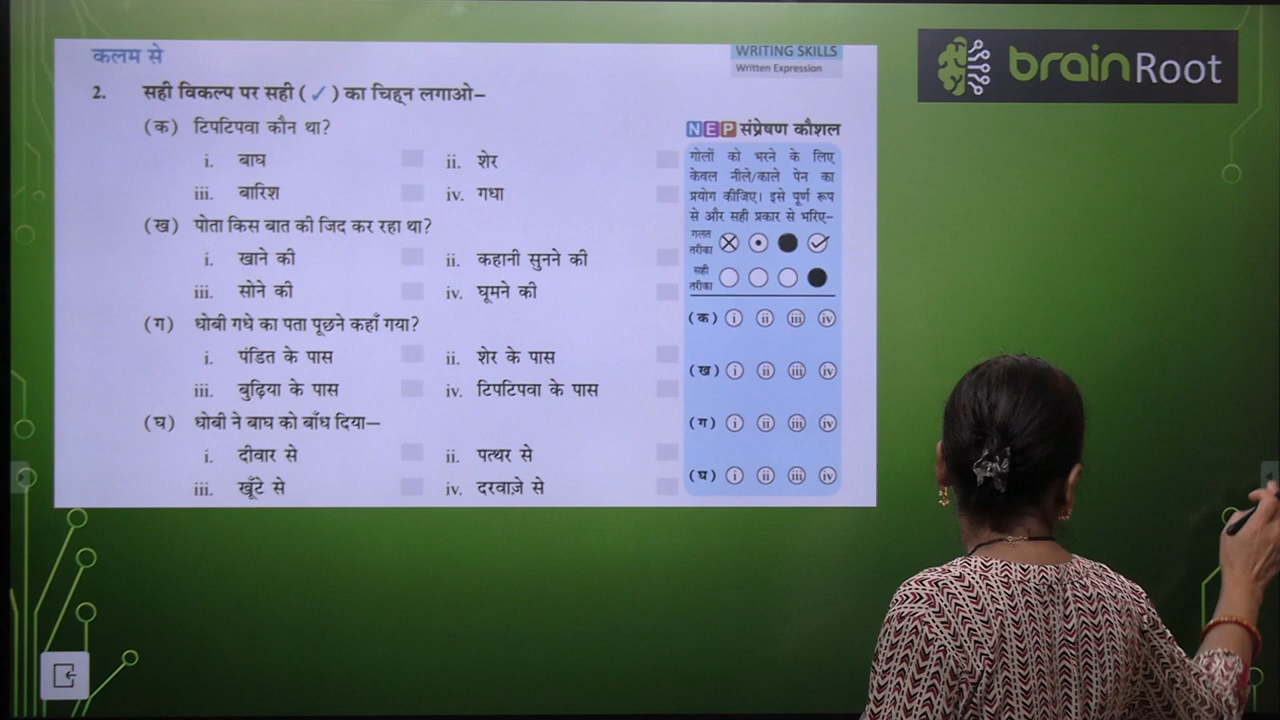 कलम से
WRITING SKILLS
Written Expression
brainRoot
2. सही विकल्प पर सही ( ✓ ) का चिह्न लगाओ–
(क) टिपटिपवा कौन था?
i. बाघ ii. शेर
iii. बारिश iv. गधा
(ख) पोता किस बात की जिद कर रहा था?
i. खाने की ii. कहानी सुनने की
iii. सोने की iv. घूमने की
(ग) धोबी गधे का पता पूछने कहाँ गया?
i. पंडित के पास ii. शेर के पास
iii. बुढ़िया के पास iv. टिपटिपवा के पास
(घ) धोबी ने बाघ को बाँध दिया–
i. दीवार से ii. पत्थर से
iii. खूँटे से iv. दरवाज़े से
NEP संप्रेषण कौशल
गोलों को भरने के लिए
केवल नीले/काले पेन का
प्रयोग कीजिए। इसे पूर्ण रूप
से और सही प्रकार से भरिए–
गलत
तरीका
सही
तरीका
(क) i ii iii iv
(ख) i ii iii iv
(ग) i ii iii iv
(घ) i ii iii iv